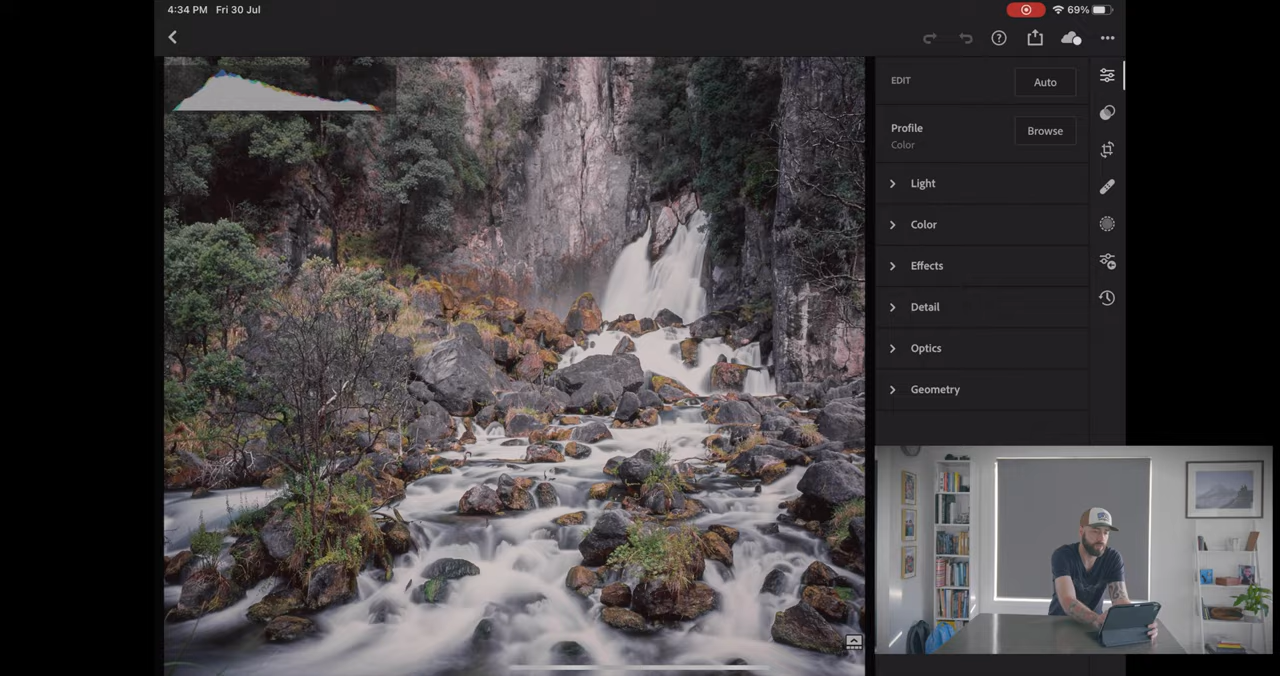 4:34 PM Fri 30 Jul
69%
EDIT
Auto
Profile
Color
Browse
Light
Color
Effects
Detail
Optics
Geometry